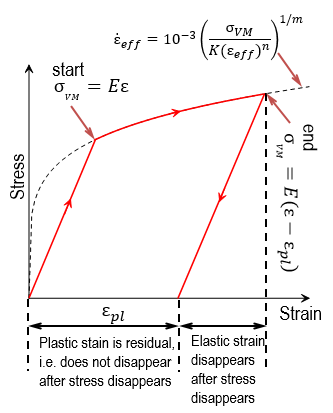 ε̇_eff = 10⁻³ (σ_VM / K(ε_eff)ⁿ)^1/m
start
σ_VM = Eε
end
σ_VM = E(ε − ε_pl)
Stress
Strain
ε_pl
Plastic stain is residual,
i.e. does not disappear
after stress disappears
Elastic strain
disappears
after stress
disappears